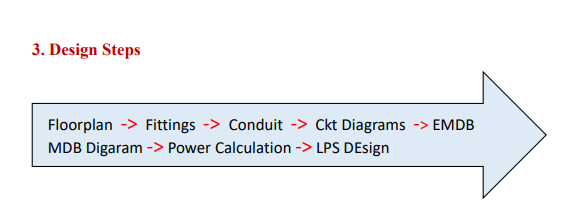 3. Design Steps
Floorplan -> Fittings -> Conduit -> Ckt Diagrams -> EMDB
MDB Digaram -> Power Calculation -> LPS DEsign